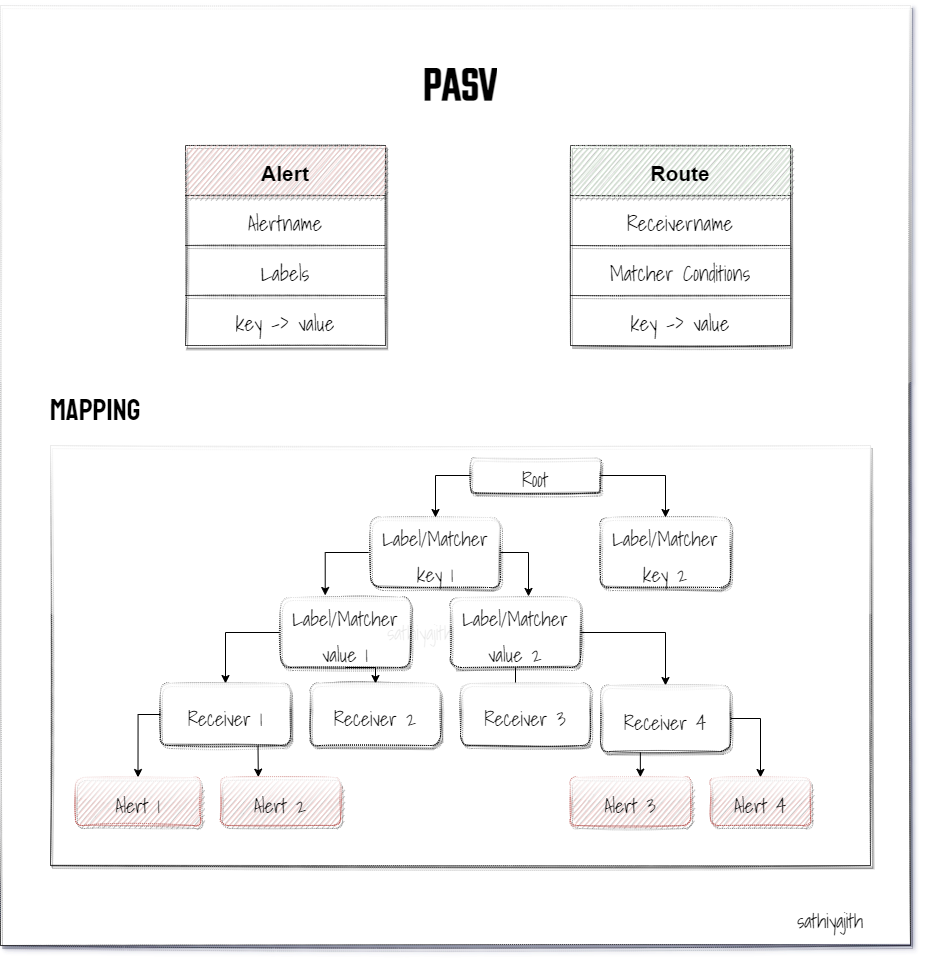 PASV
Alert
Alertname
Labels
key -> value
Route
Receivername
Matcher Conditions
key -> value
MAPPING
Root
Label/Matcher
key 1
Label/Matcher
key 2
Label/Matcher
value 1
Label/Matcher
value 2
sathiyajith
Receiver 1
Receiver 2
Receiver 3
Receiver 4
Alert 1
Alert 2
Alert 3
Alert 4
sathiyajith